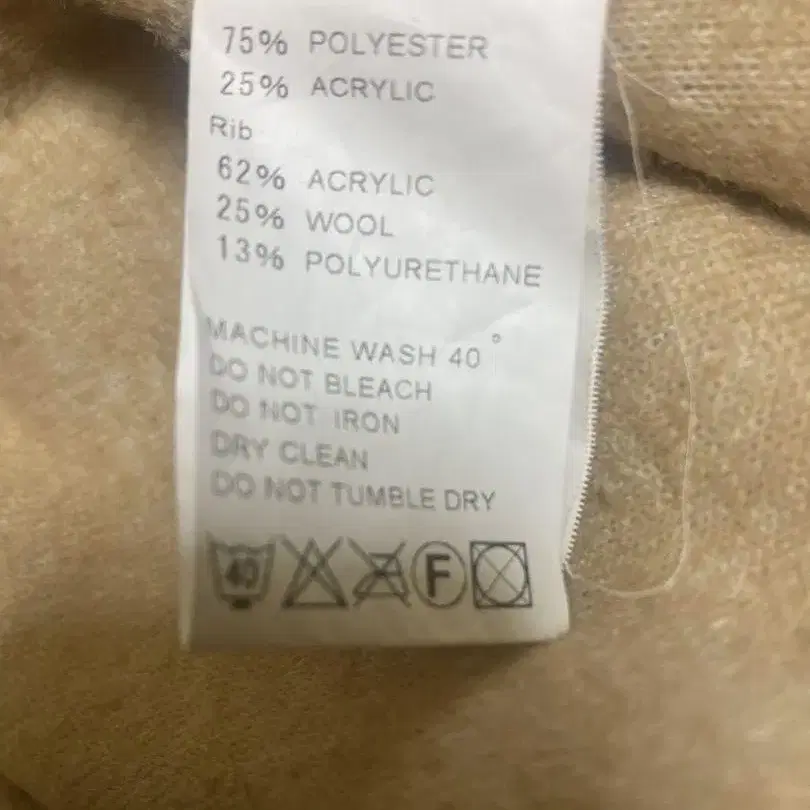 75% POLYESTER
25% ACRYLIC
Rib
62% ACRYLIC
25% WOOL
13% POLYURETHANE
MACHINE WASH 40°
DO NOT BLEACH
DO NOT IRON
DRY CLEAN
DO NOT TUMBLE DRY
40 F